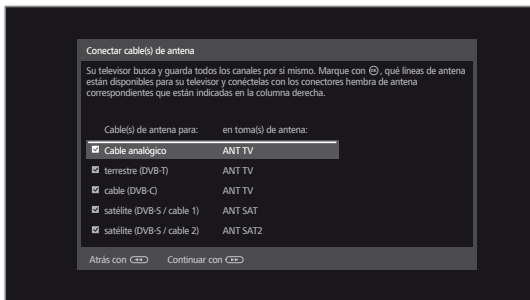 Conectar cable(s) de antena
Su televisor busca y guarda todos los canales por sí mismo. Marque con OK, qué líneas de antena
están disponibles para su televisor y conéctelas con los conectores hembra de antena
correspondientes que están indicadas en la columna derecha.
Cable(s) de antena para: en toma(s) de antena:
Cable analógico ANT TV
terrestre (DVB-T) ANT TV
cable (DVB-C) ANT TV
satélite (DVB-S / cable 1) ANT SAT
satélite (DVB-S / cable 2) ANT SAT2
Atrás con Continuar con